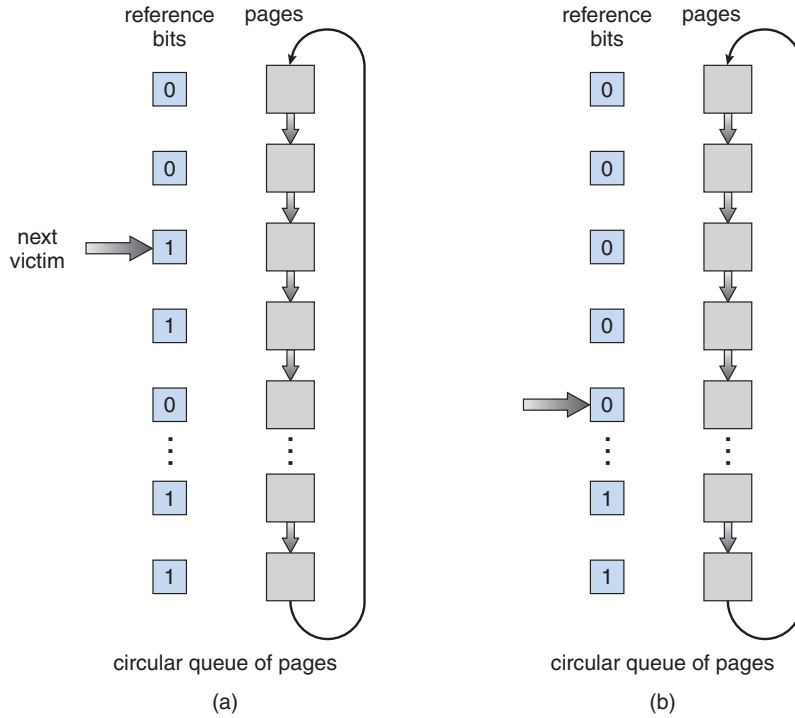 reference bits
pages
0
0
next victim
1
1
0
1
1
circular queue of pages
(a)
reference bits
pages
0
0
0
0
0
1
1
circular queue of pages
(b)